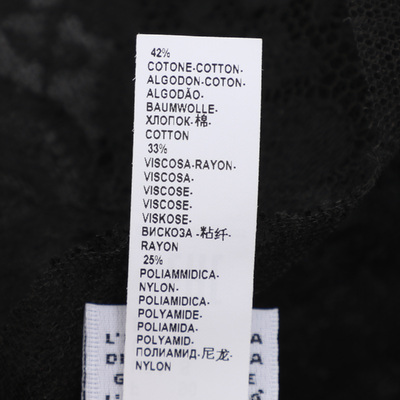 42%
COTONE-COTTON-
ALGODON-COTON-
ALGODÃO-
BAUMWOLLE-
ХЛОПОК-棉-
COTTON
33%
VISCOSA-RAYON-
VISCOSA-
VISCOSE-
VISCOSE-
VISKOSE-
ВИСКОЗА-粘纤-
RAYON
25%
POLIAMMIDICA-
NYLON-
POLIAMIDICA-
POLYAMIDE-
POLIAMIDA-
POLYAMID-
ПОЛИАМИД-尼龙-
NYLON